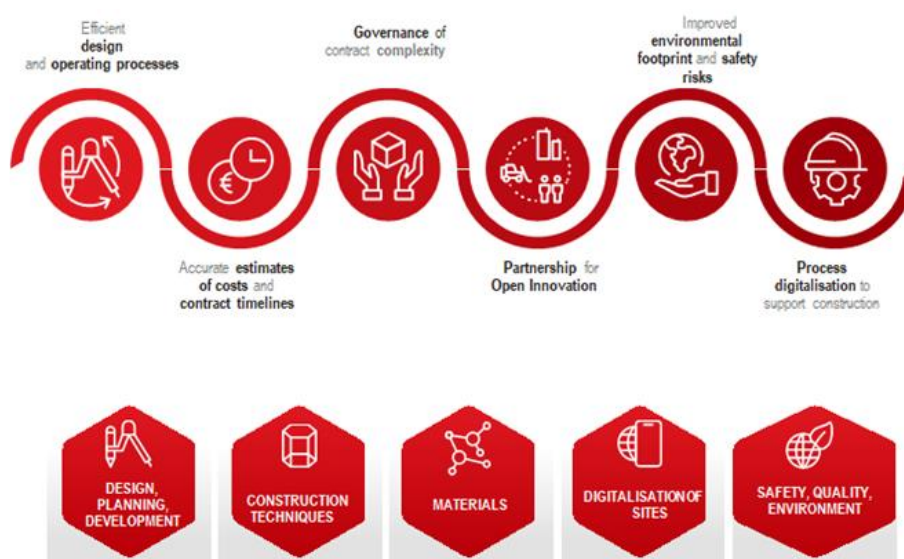 Efficient
design
and operating processes
Governance of
contract complexity
Improved
environmental
footprint and safety
risks
€
Accurate estimates
of costs and
contract timelines
Partnership for
Open Innovation
Process
digitalisation to
support construction
DESIGN,
PLANNING,
DEVELOPMENT
CONSTRUCTION
TECHNIQUES
MATERIALS
DIGITALISATION OF
SITES
SAFETY, QUALITY,
ENVIRONMENT